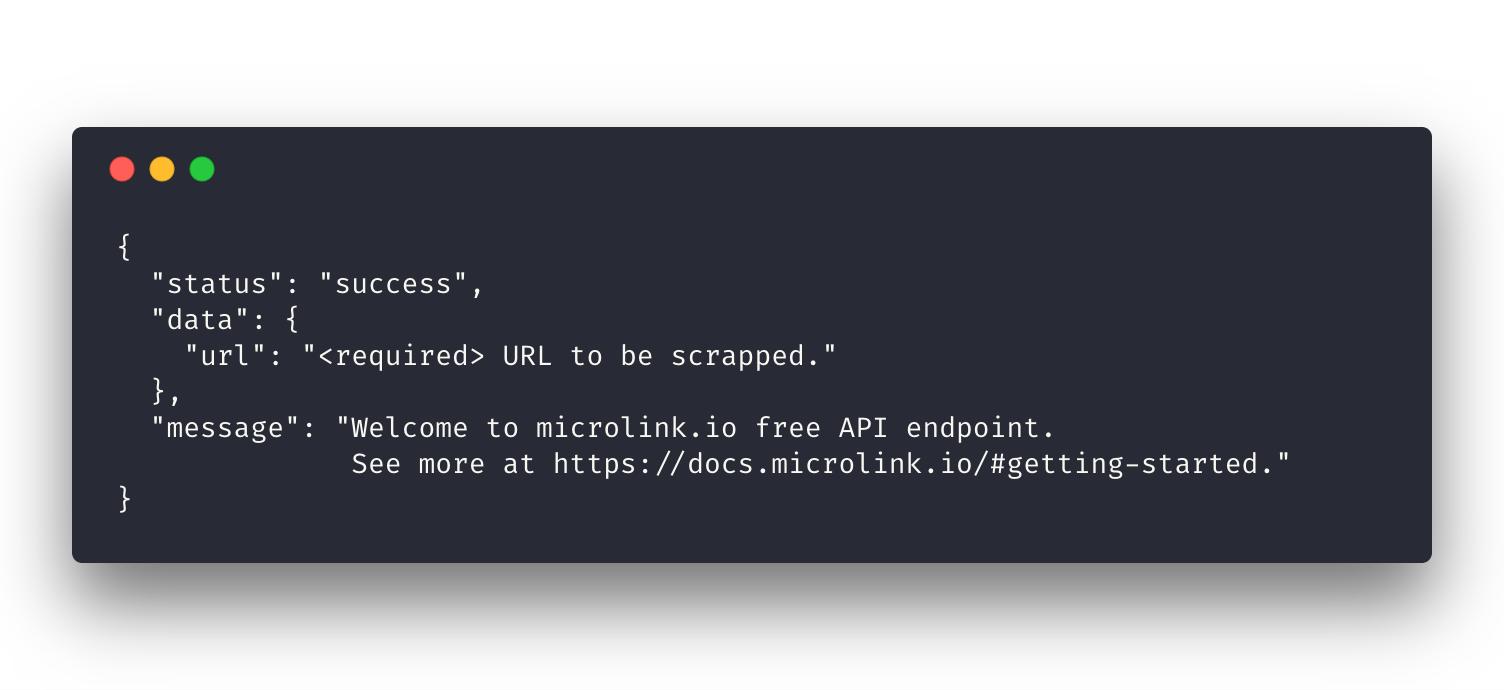 {
"status": "success",
"data": {
"url": "<required> URL to be scrapped."
},
"message": "Welcome to microlink.io free API endpoint.
See more at https://docs.microlink.io/#getting-started."
}